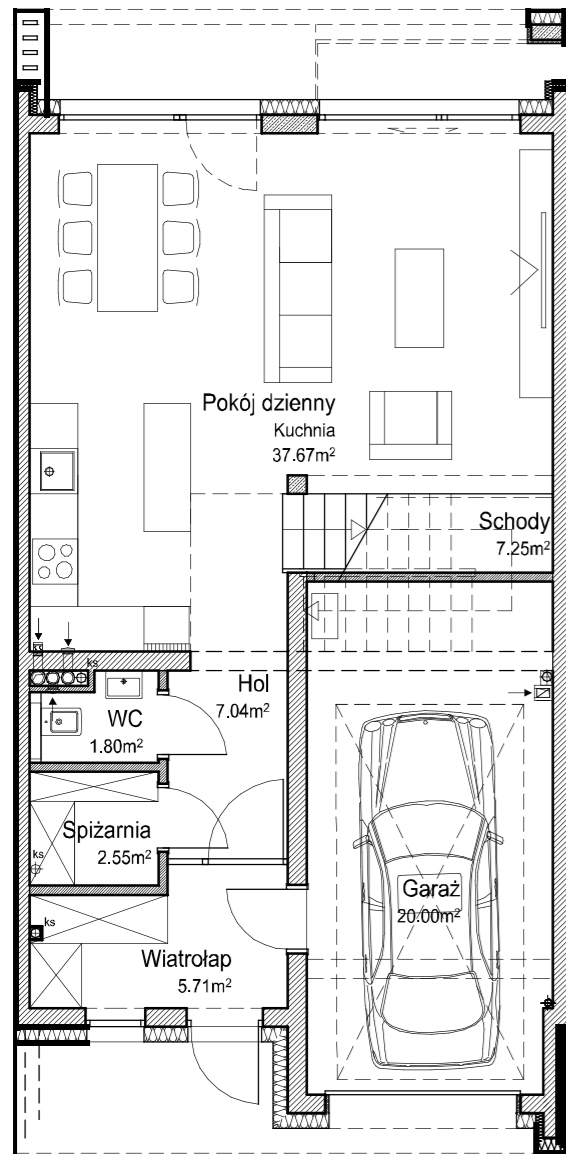 Pokój dzienny
Kuchnia
37.67m²
Schody
7.25m²
ks
Hol
7.04m²
WC
1.80m²
Spiżarnia
2.55m²
ks
Garaż
20.00m²
ks
Wiatrołap
5.71m²